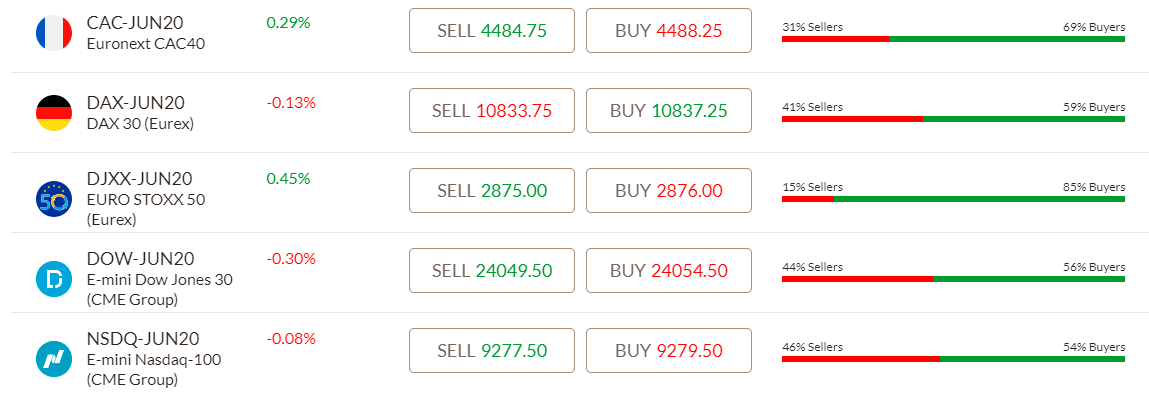 CAC-JUN20
Euronext CAC40
0.29%
SELL 4484.75
BUY 4488.25
31% Sellers
69% Buyers
DAX-JUN20
DAX 30 (Eurex)
-0.13%
SELL 10833.75
BUY 10837.25
41% Sellers
59% Buyers
DJXX-JUN20
EURO STOXX 50
(Eurex)
50
0.45%
SELL 2875.00
BUY 2876.00
15% Sellers
85% Buyers
DOW-JUN20
E-mini Dow Jones 30
(CME Group)
D
-0.30%
SELL 24049.50
BUY 24054.50
44% Sellers
56% Buyers
NSDQ-JUN20
E-mini Nasdaq-100
(CME Group)
-0.08%
SELL 9277.50
BUY 9279.50
46% Sellers
54% Buyers